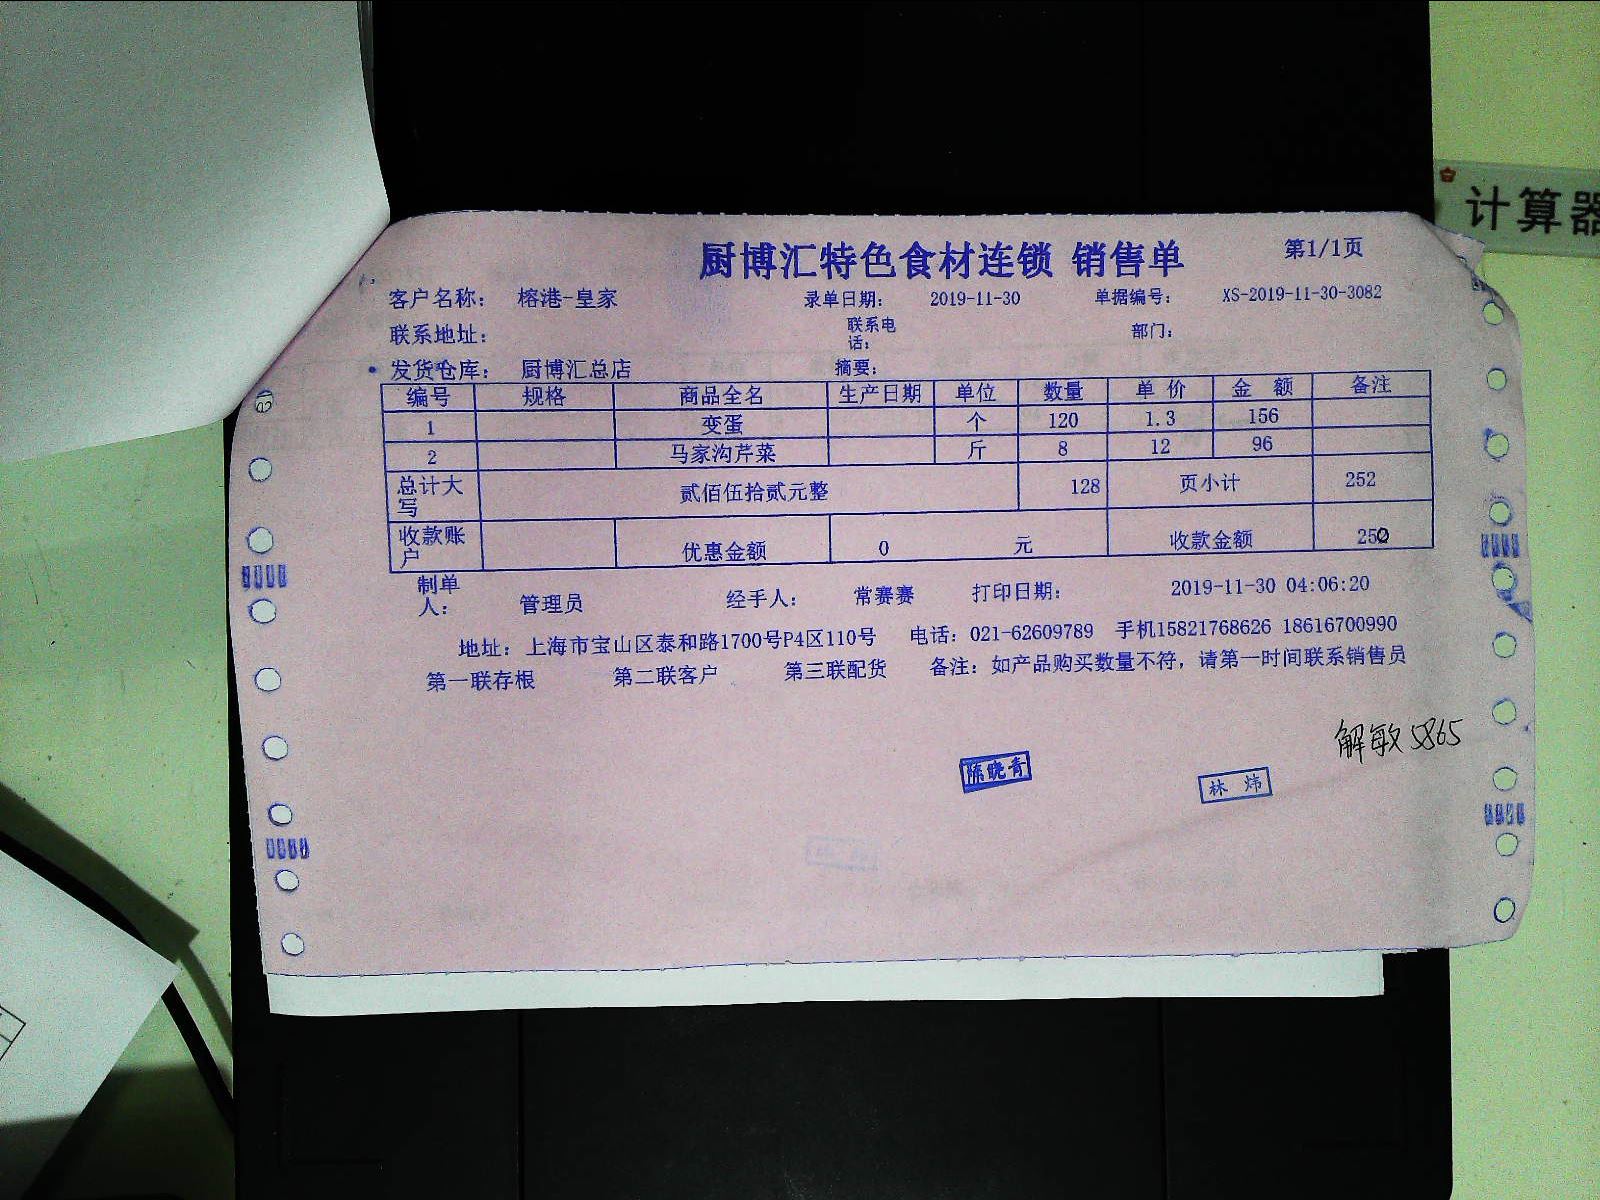 计算器
厨博汇特色食材连锁 销售单 第1/1页
客户名称： 榕港-皇家 录单日期： 2019-11-30 单据编号： XS-2019-11-30-3082
联系地址： 联系电话： 部门：
发货仓库： 厨博汇总店 摘要：
编号 规格 商品全名 生产日期 单位 数量 单价 金额 备注
1 变蛋 个 120 1.3 156
2 马家沟芹菜 斤 8 12 96
总计大写 贰佰伍拾贰元整 128 页小计 252
收款账户 优惠金额 0 元 收款金额 250
制单人： 管理员 经手人： 常赛赛 打印日期： 2019-11-30 04:06:20
地址：上海市宝山区泰和路1700号P4区110号 电话：021-62609789 手机15821768626 18616700990
第一联存根 第二联客户 第三联配货 备注：如产品购买数量不符，请第一时间联系销售员
解敏 5865
陈晓青
林炜